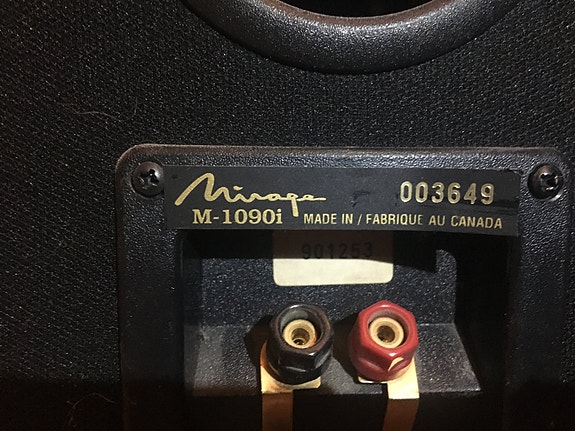 Mirage 003649
M-1090i MADE IN / FABRIQUE AU CANADA
901253